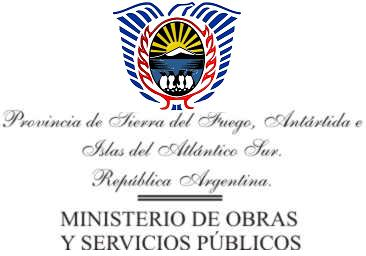 Provincia de Tierra del Fuego, Antártida e
Islas del Atlántico Sur.
República Argentina.
MINISTERIO DE OBRAS
Y SERVICIOS PÚBLICOS